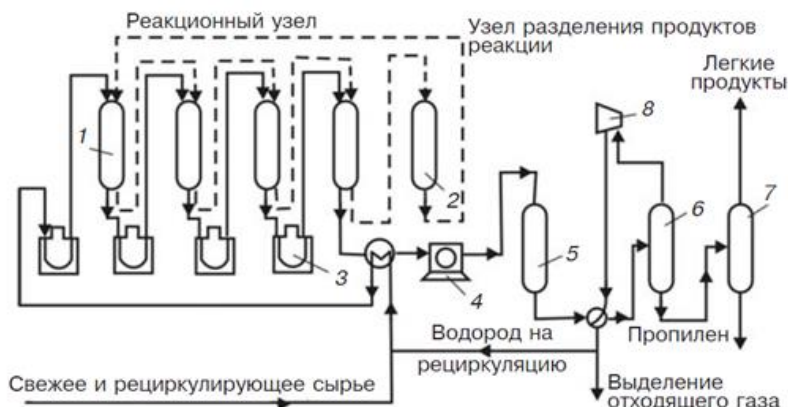 Реакционный узел
Узел разделения продуктов
реакции
Легкие
продукты
1
2
3
4
5
6
7
8
Пропилен
Водород на
рециркуляцию
Свежее и рециркулирующее сырье
Выделение
отходящего газа